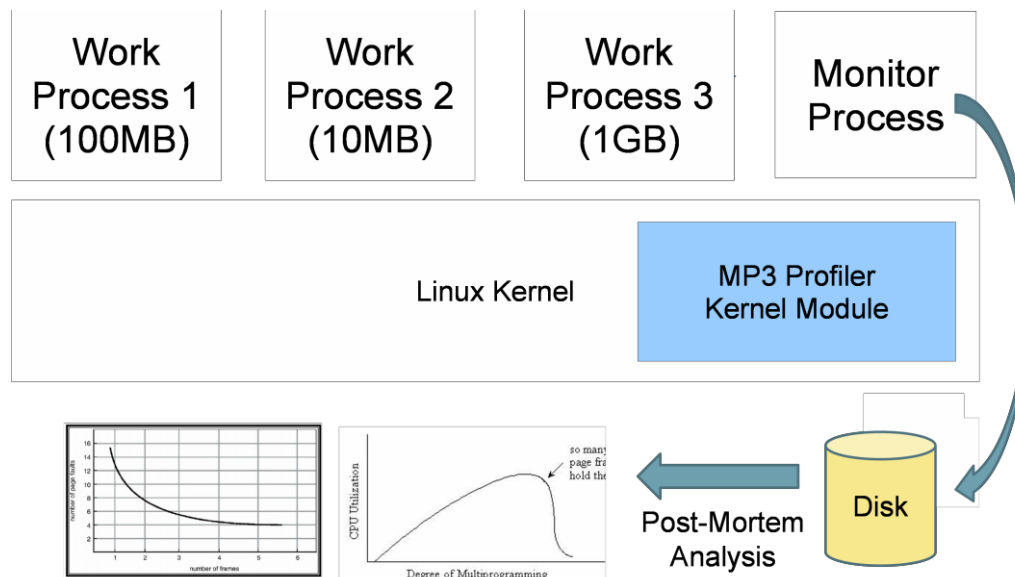 Work
Process 1
(100MB)
Work
Process 2
(10MB)
Work
Process 3
(1GB)
Monitor
Process
Linux Kernel
MP3 Profiler
Kernel Module
number of page faults
16
14
12
10
8
6
4
2
1
2
3
4
5
6
number of frames
CPU Utilization
so many
page fra
hold the
Degree of Multiprogramming
Post-Mortem
Analysis
Disk